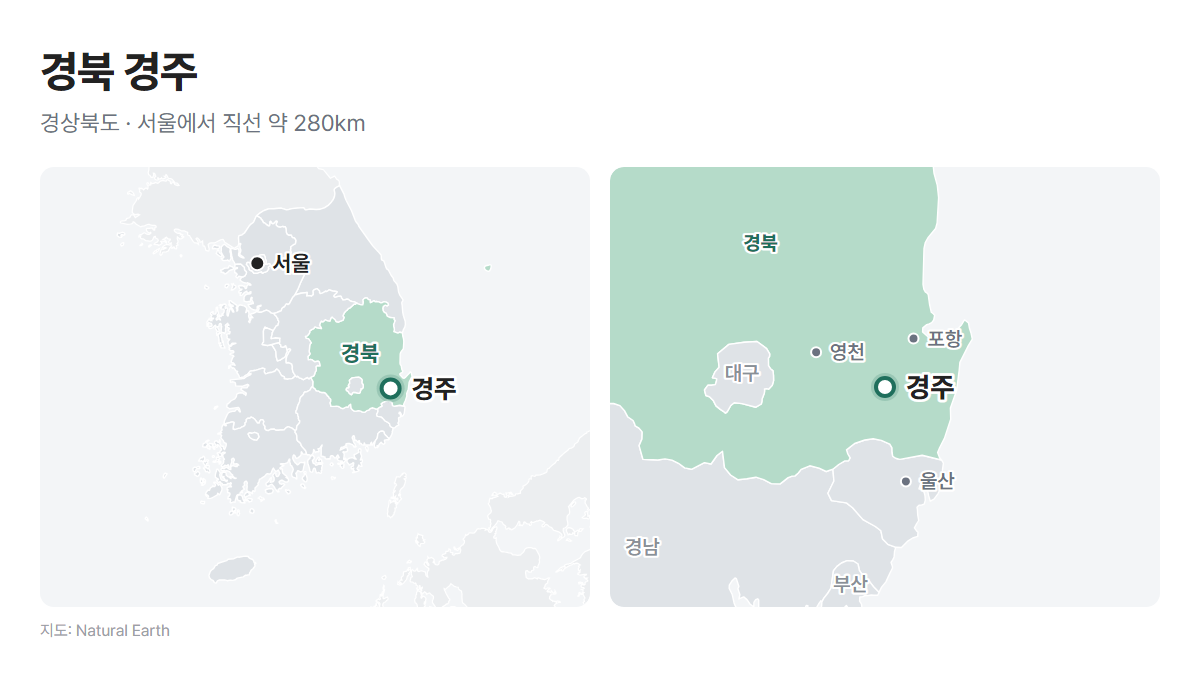 경북 경주
경상북도 · 서울에서 직선 약 280km
서울
경북
경주
경북
포항
영천
대구
경주
울산
경남
부산
지도: Natural Earth